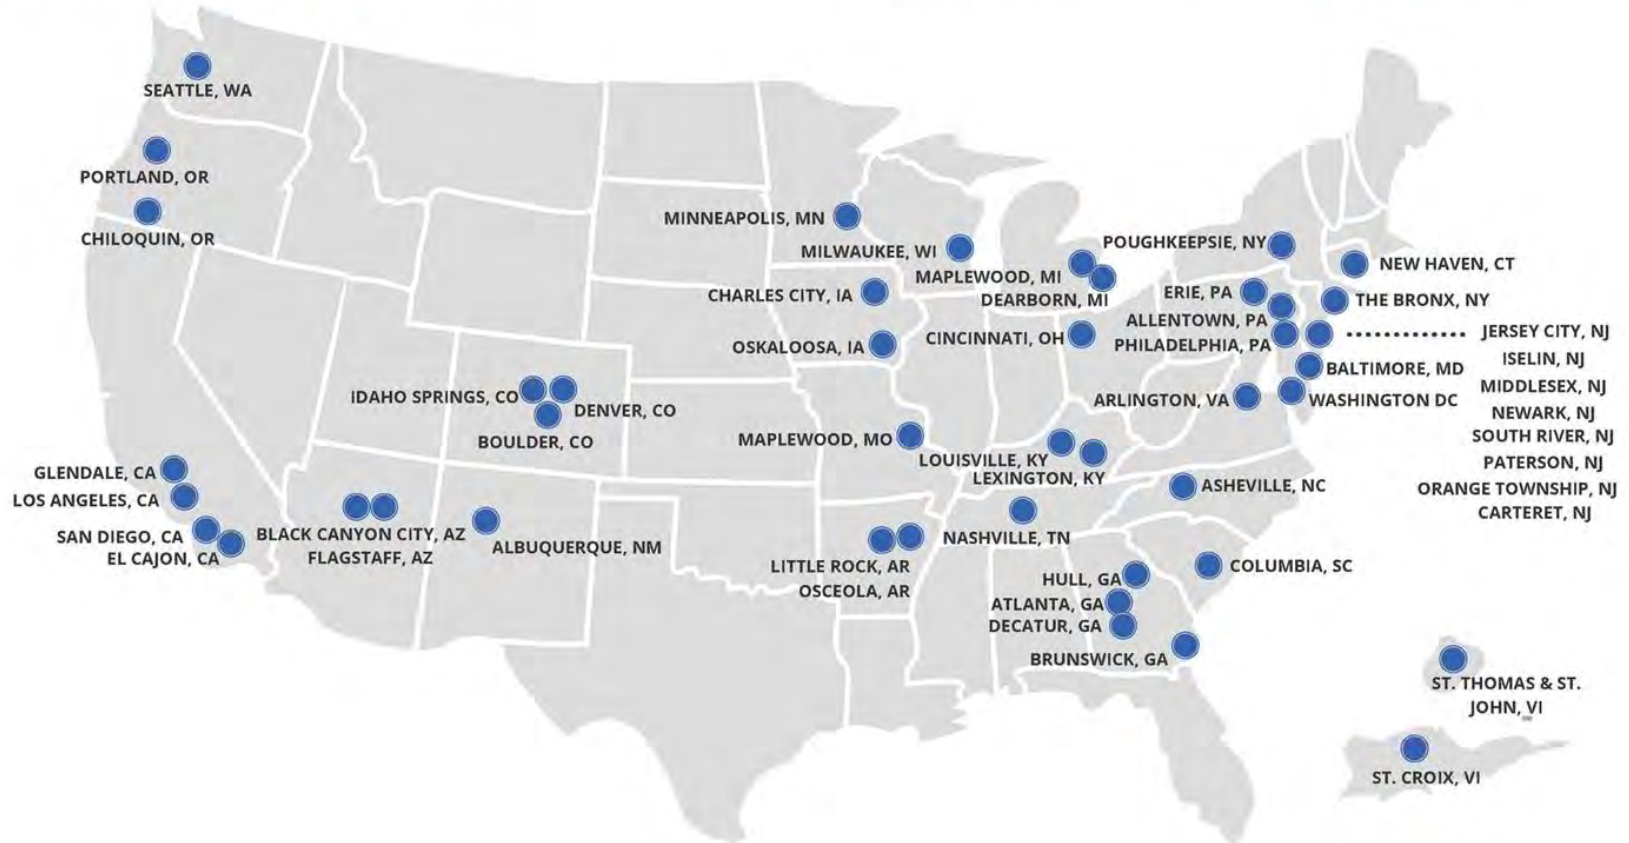 SEATTLE, WA
PORTLAND, OR
CHILOQUIN, OR
MINNEAPOLIS, MN
MILWAUKEE, WI
MAPLEWOOD, MI
DEARBORN, MI
POUGHKEEPSIE, NY
NEW HAVEN, CT
CHARLES CITY, IA
ERIE, PA
THE BRONX, NY
ALLENTOWN, PA
OSKALOOSA, IA
CINCINNATI, OH
PHILADELPHIA, PA
JERSEY CITY, NJ
ISELIN, NJ
MIDDLESEX, NJ
NEWARK, NJ
SOUTH RIVER, NJ
PATERSON, NJ
ORANGE TOWNSHIP, NJ
CARTERET, NJ
BALTIMORE, MD
WASHINGTON DC
ARLINGTON, VA
IDAHO SPRINGS, CO
DENVER, CO
BOULDER, CO
MAPLEWOOD, MO
LOUISVILLE, KY
LEXINGTON, KY
GLENDALE, CA
LOS ANGELES, CA
SAN DIEGO, CA
EL CAJON, CA
BLACK CANYON CITY, AZ
FLAGSTAFF, AZ
ALBUQUERQUE, NM
ASHEVILLE, NC
NASHVILLE, TN
LITTLE ROCK, AR
OSCEOLA, AR
COLUMBIA, SC
HULL, GA
ATLANTA, GA
DECATUR, GA
BRUNSWICK, GA
ST. THOMAS & ST.
JOHN, VI
ST. CROIX, VI